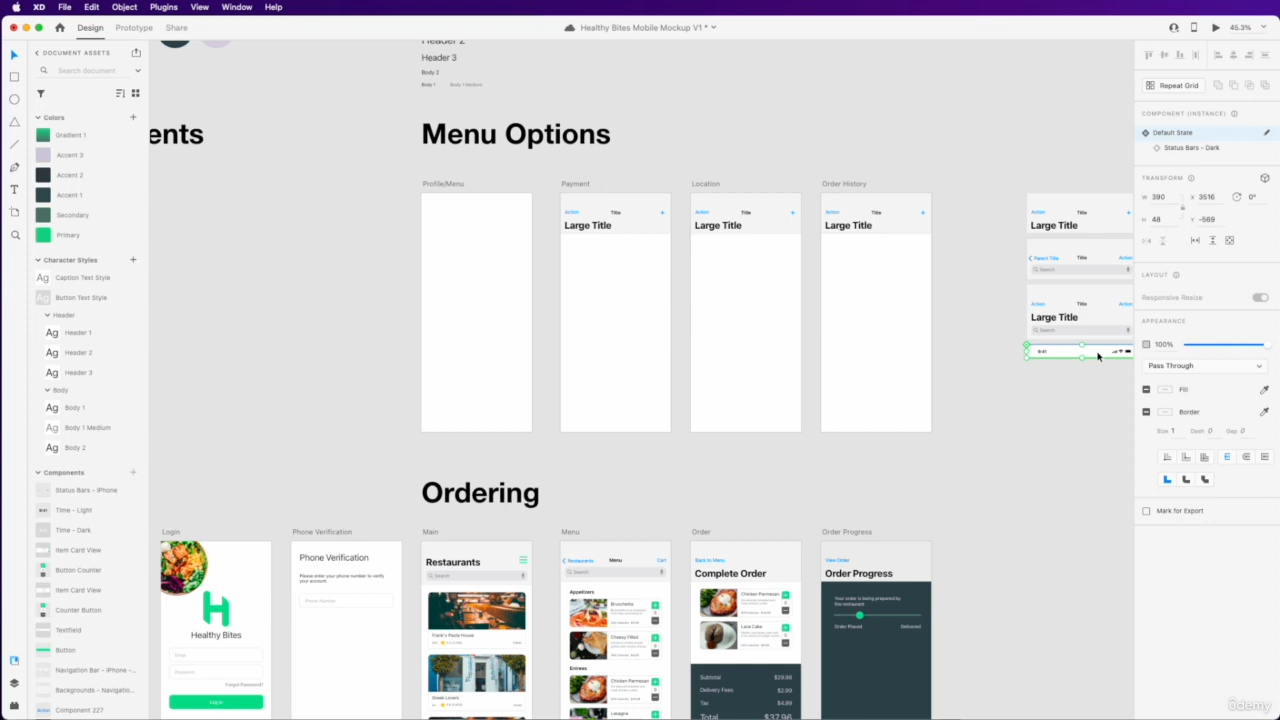 XD File Edit Object Plugins View Window Help
Design Prototype Share
Healthy Bites Mobile Mockup V1 *
45.3%
DOCUMENT ASSETS
Search document
Colors
Gradient 1
Accent 3
Accent 2
Accent 1
Secondary
Primary
Character Styles
Ag Caption Text Style
Ag Button Text Style
Header
Ag Header 1
Ag Header 2
Ag Header 3
Body
Ag Body 1
Ag Body 1 Medium
Ag Body 2
Components
Status Bars - iPhone
Time - Light
Time - Dark
Item Card View
Button Counter
Item Card View
Counter Button
Textfield
Button
Navigation Bar - iPhone -...
Backgrounds - Navigatio...
Component 227
Header 2
Header 3
Body 2
Body 1 Body 1 Medium
ents
Menu Options
Profile/Menu
Payment
Action Title +
Large Title
Location
Action Title +
Large Title
Order History
Action Title +
Large Title
Action Title +
Large Title
Parent Title Title Action
Search
Action Title Action
Large Title
Search
9:41
Ordering
Login
Healthy Bites
Email
Password
Forgot Password?
Log In
Phone Verification
Phone Verification
Please enter your phone number to verify
your account.
Phone Number
Main
Restaurants
Search
Frank's Pasta House
Steak Lovers
Menu
Restaurants Menu Cart
Search
Appetizers
Bruschetta
Cheesy Filled
Entrees
Chicken Parmesan
Lasagna
Order
Back to Menu
Complete Order
Chicken Parmesan
Lava Cake
Subtotal $29.98
Delivery Fees $2.99
Tax $4.99
Total $37.96
Order Progress
View Order
Order Progress
Your order is being prepared by
the restaurant
Order Placed Delivered
Repeat Grid
COMPONENT (INSTANCE)
Default State
Status Bars - Dark
TRANSFORM
W 390 X 3516 0°
H 48 Y -569
LAYOUT
Responsive Resize
APPEARANCE
100%
Pass Through
Fill
Border
Size 1 Dash 0 Gap 0
Mark for Export
Udemy